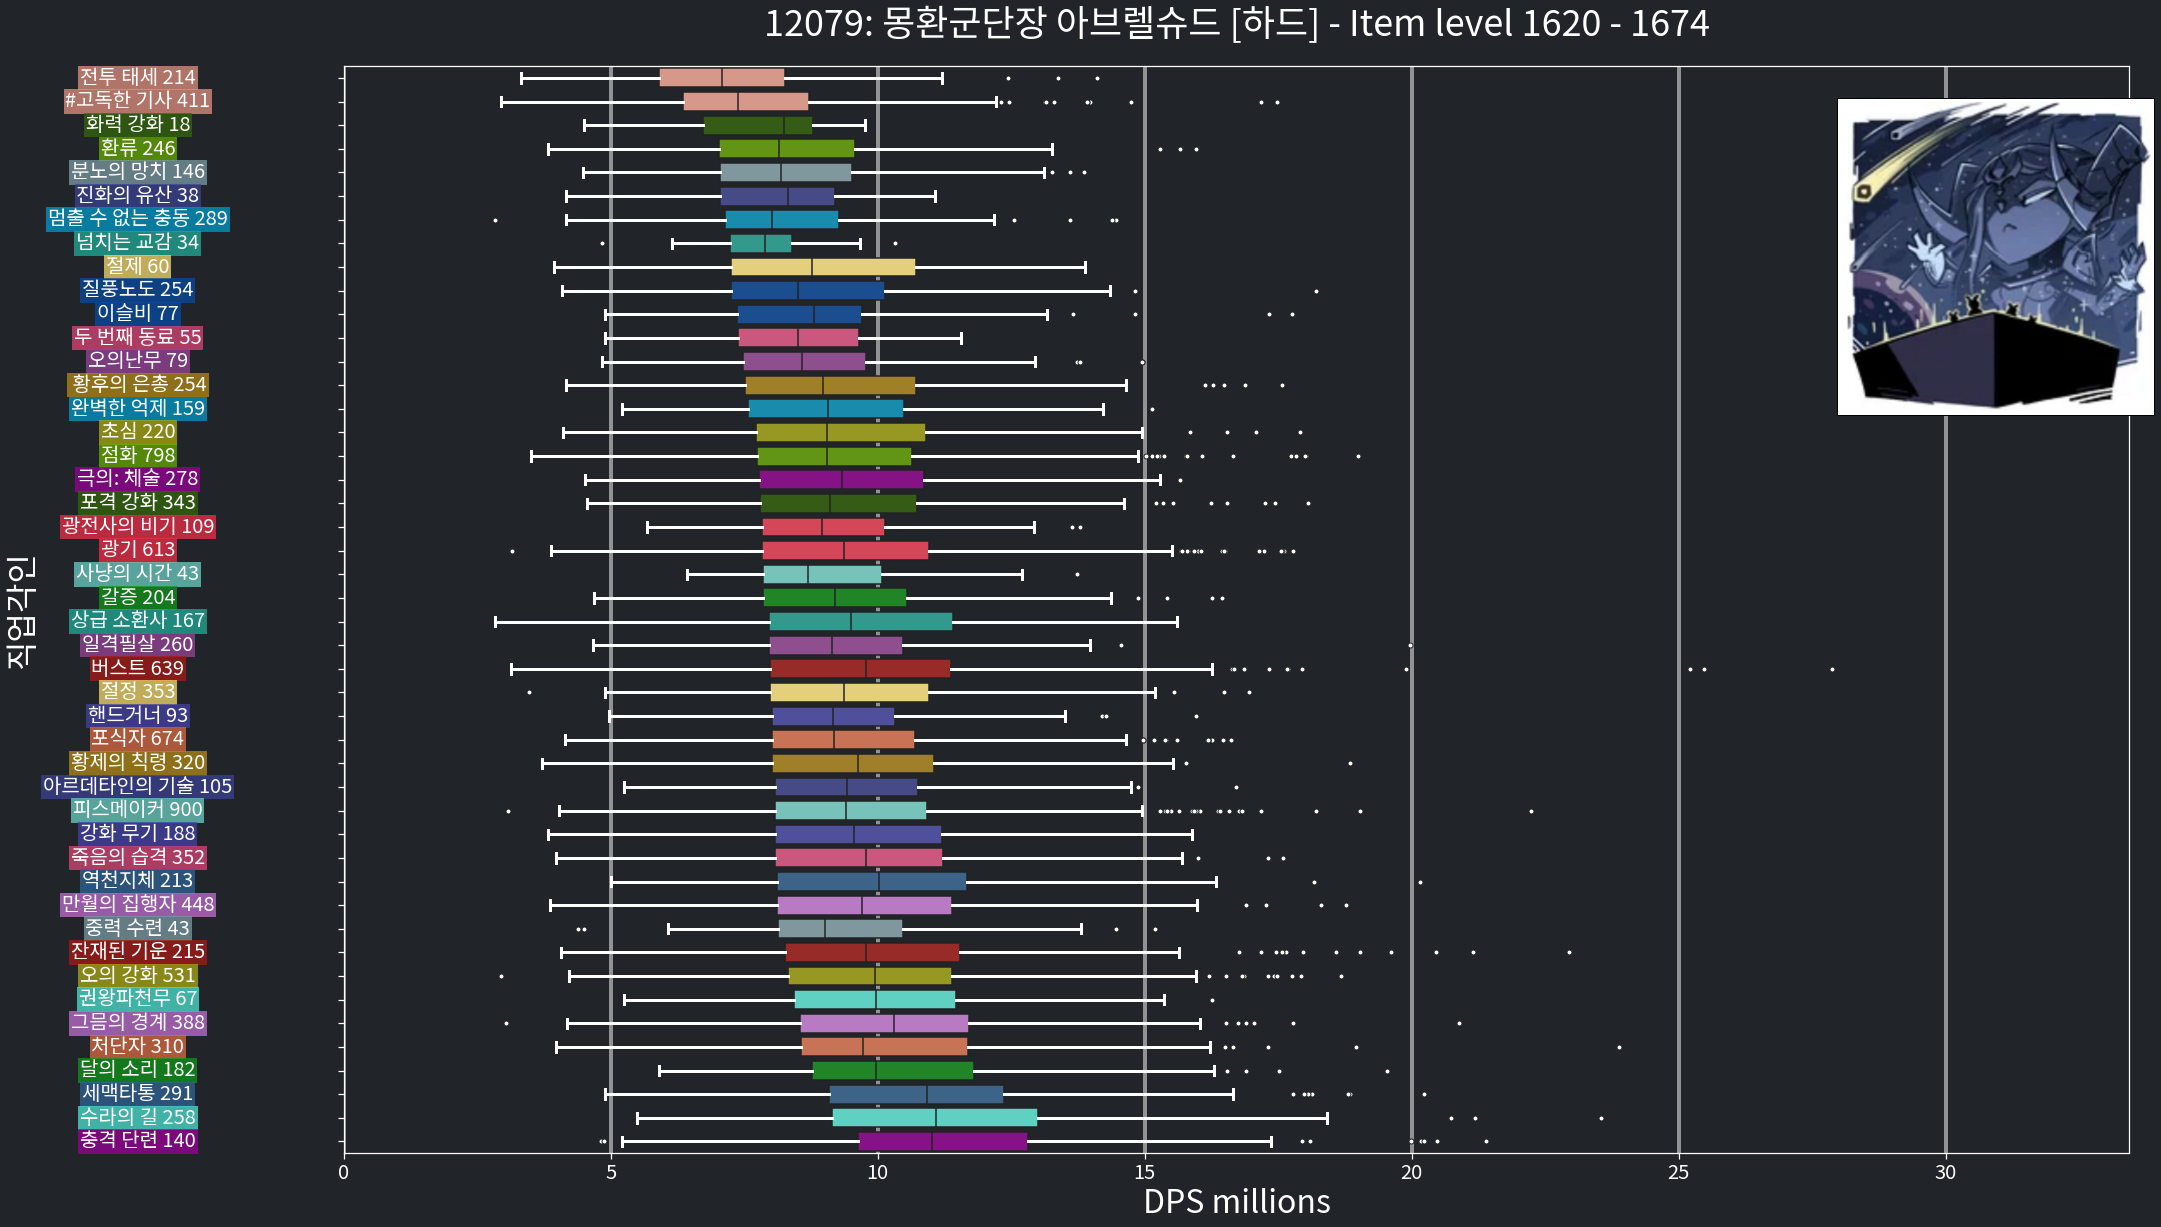 12079: 몽환군단장 아브렐슈드 [하드] - Item level 1620 - 1674
직업각인
전투 태세 214
#고독한 기사 411
화력 강화 18
환류 246
분노의 망치 146
진화의 유산 38
멈출 수 없는 충동 289
넘치는 교감 34
절제 60
질풍노도 254
이슬비 77
두 번째 동료 55
오의난무 79
황후의 은총 254
완벽한 억제 159
초심 220
점화 798
극의: 체술 278
포격 강화 343
광전사의 비기 109
광기 613
사냥의 시간 43
갈증 204
상급 소환사 167
일격필살 260
버스트 639
절정 353
핸드거너 93
포식자 674
황제의 칙령 320
아르데타인의 기술 105
피스메이커 900
강화 무기 188
죽음의 습격 352
역천지체 213
만월의 집행자 448
중력 수련 43
잔재된 기운 215
오의 강화 531
권왕파천무 67
그믐의 경계 388
처단자 310
달의 소리 182
세맥타통 291
수라의 길 258
충격 단련 140
0 5 10 15 20 25 30
DPS millions